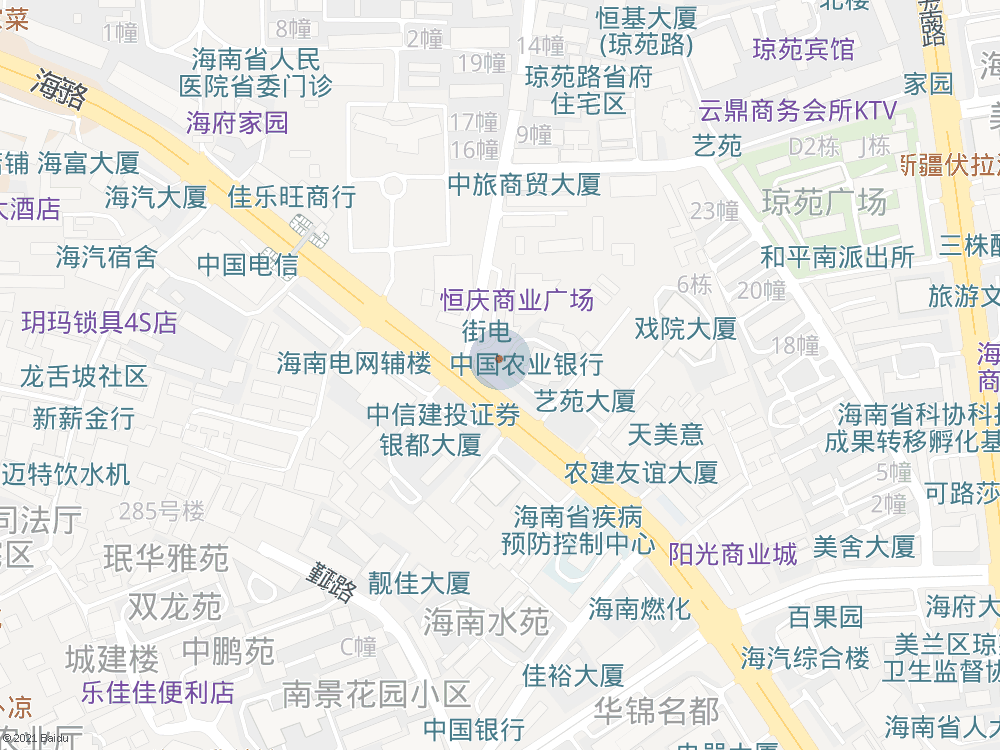 1幢
2幢
14幢
恒基大厦
(琼苑路)
北楼
琼苑宾馆
海南省人民
医院省委门诊
19幢
琼苑路省府
住宅区
家园
海府家园
17幢
9幢
云鼎商务会所KTV
16幢
艺苑
D2栋
J栋
海富大厦
海汽大厦
佳乐旺商行
中旅商贸大厦
琼苑广场
23幢
海汽宿舍
中国电信
和平南派出所
6栋
20幢
恒庆商业广场
玥玛锁具4S店
街电
戏院大厦
18幢
海南电网辅楼
中国农业银行
龙舌坡社区
新薪金行
中信建投证券
艺苑大厦
银都大厦
天美意
海南省科协科技
成果转移孵化基
农建友谊大厦
迈特饮水机
5幢
2幢
可路莎
285号楼
海南省疾病
预防控制中心
司法厅
珉华雅苑
阳光商业城
美舍大厦
靓佳大厦
双龙苑
海南水苑
海南燃化
百果园
海府大
中鹏苑
C幢
城建楼
佳裕大厦
海汽综合楼
美兰区琼
卫生监督协
乐佳佳便利店
南景花园小区
华锦名都
中国银行
海南省人大
© 2021 Baidu